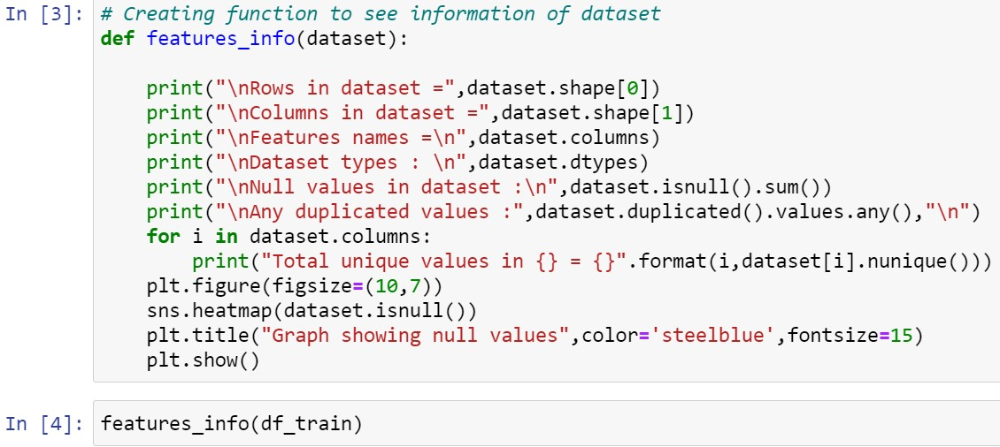 In [3]: # Creating function to see information of dataset
def features_info(dataset):
print("\nRows in dataset =",dataset.shape[0])
print("\nColumns in dataset =",dataset.shape[1])
print("\nFeatures names =\n",dataset.columns)
print("\nDataset types : \n",dataset.dtypes)
print("\nNull values in dataset :\n",dataset.isnull().sum())
print("\nAny duplicated values :",dataset.duplicated().values.any(),"\n")
for i in dataset.columns:
print("Total unique values in {} = {}".format(i,dataset[i].nunique()))
plt.figure(figsize=(10,7))
sns.heatmap(dataset.isnull())
plt.title("Graph showing null values",color='steelblue',fontsize=15)
plt.show()
In [4]: features_info(df_train)